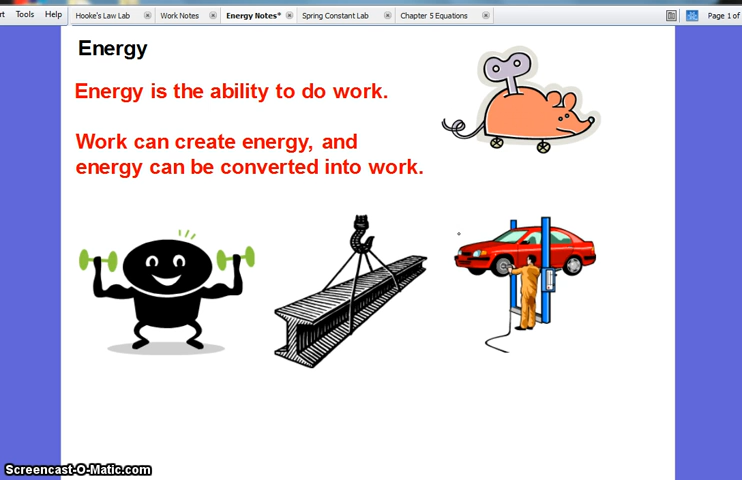 rt Tools Help Hooke's Law Lab Work Notes Energy Notes* Spring Constant Lab Chapter 5 Equations Page 1 of
Energy
Energy is the ability to do work.
Work can create energy, and
energy can be converted into work.
Screencast-O-Matic.com